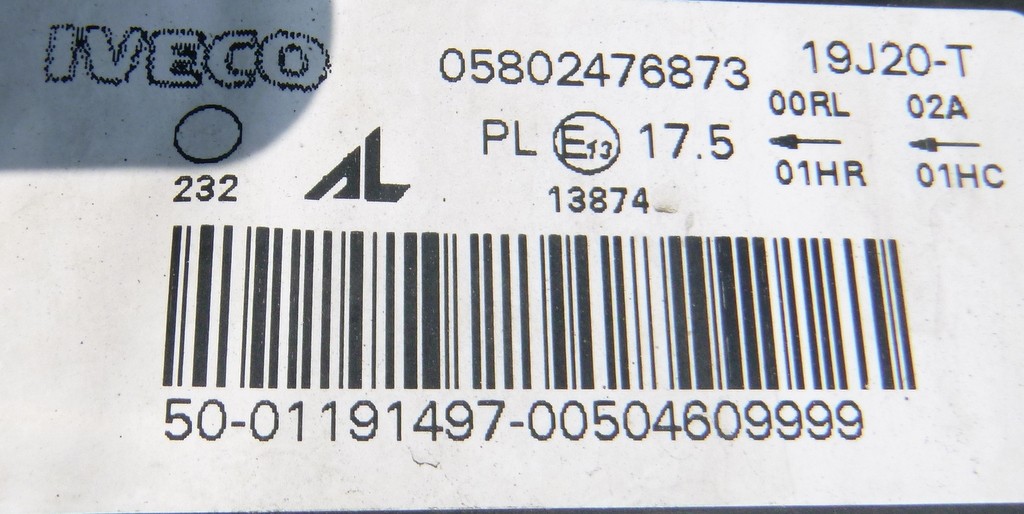 IVECO
05802476873 19J20-T
00RL 02A
PL E13 17.5
01HR 01HC
232 AL 13874
50-01191497-00504609999